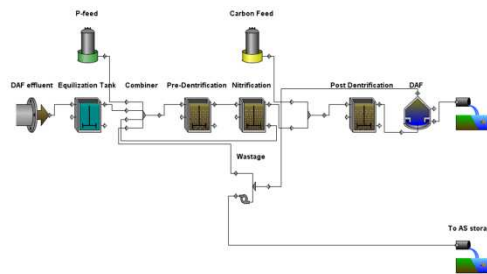 P-feed
Carbon Feed
DAF effluent
Equilization Tank
Combiner
Pre-Dentrification
Nitrification
Post Dentrification
DAF
Wastage
To AS stora